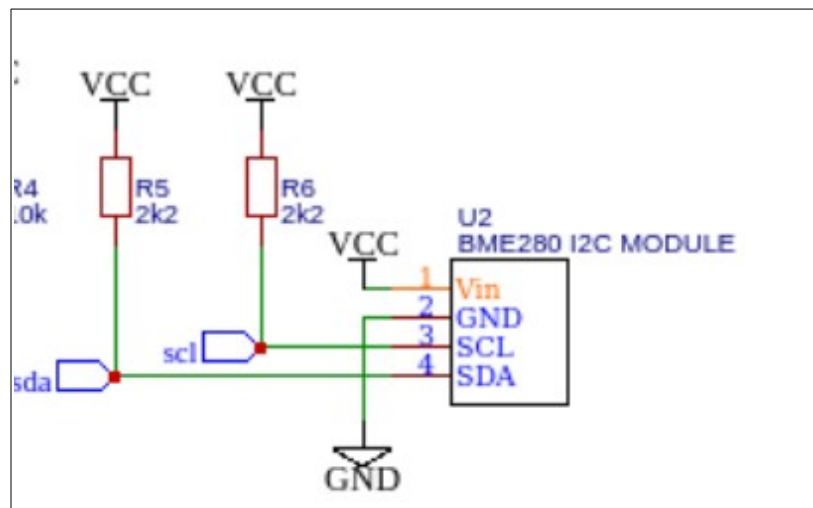 VCC
VCC
R4
R5
2k2
R6
2k2
VCC
U2
BME280 I2C MODULE
1
Vin
2
GND
3
SCL
4
SDA
scl
sda
GND